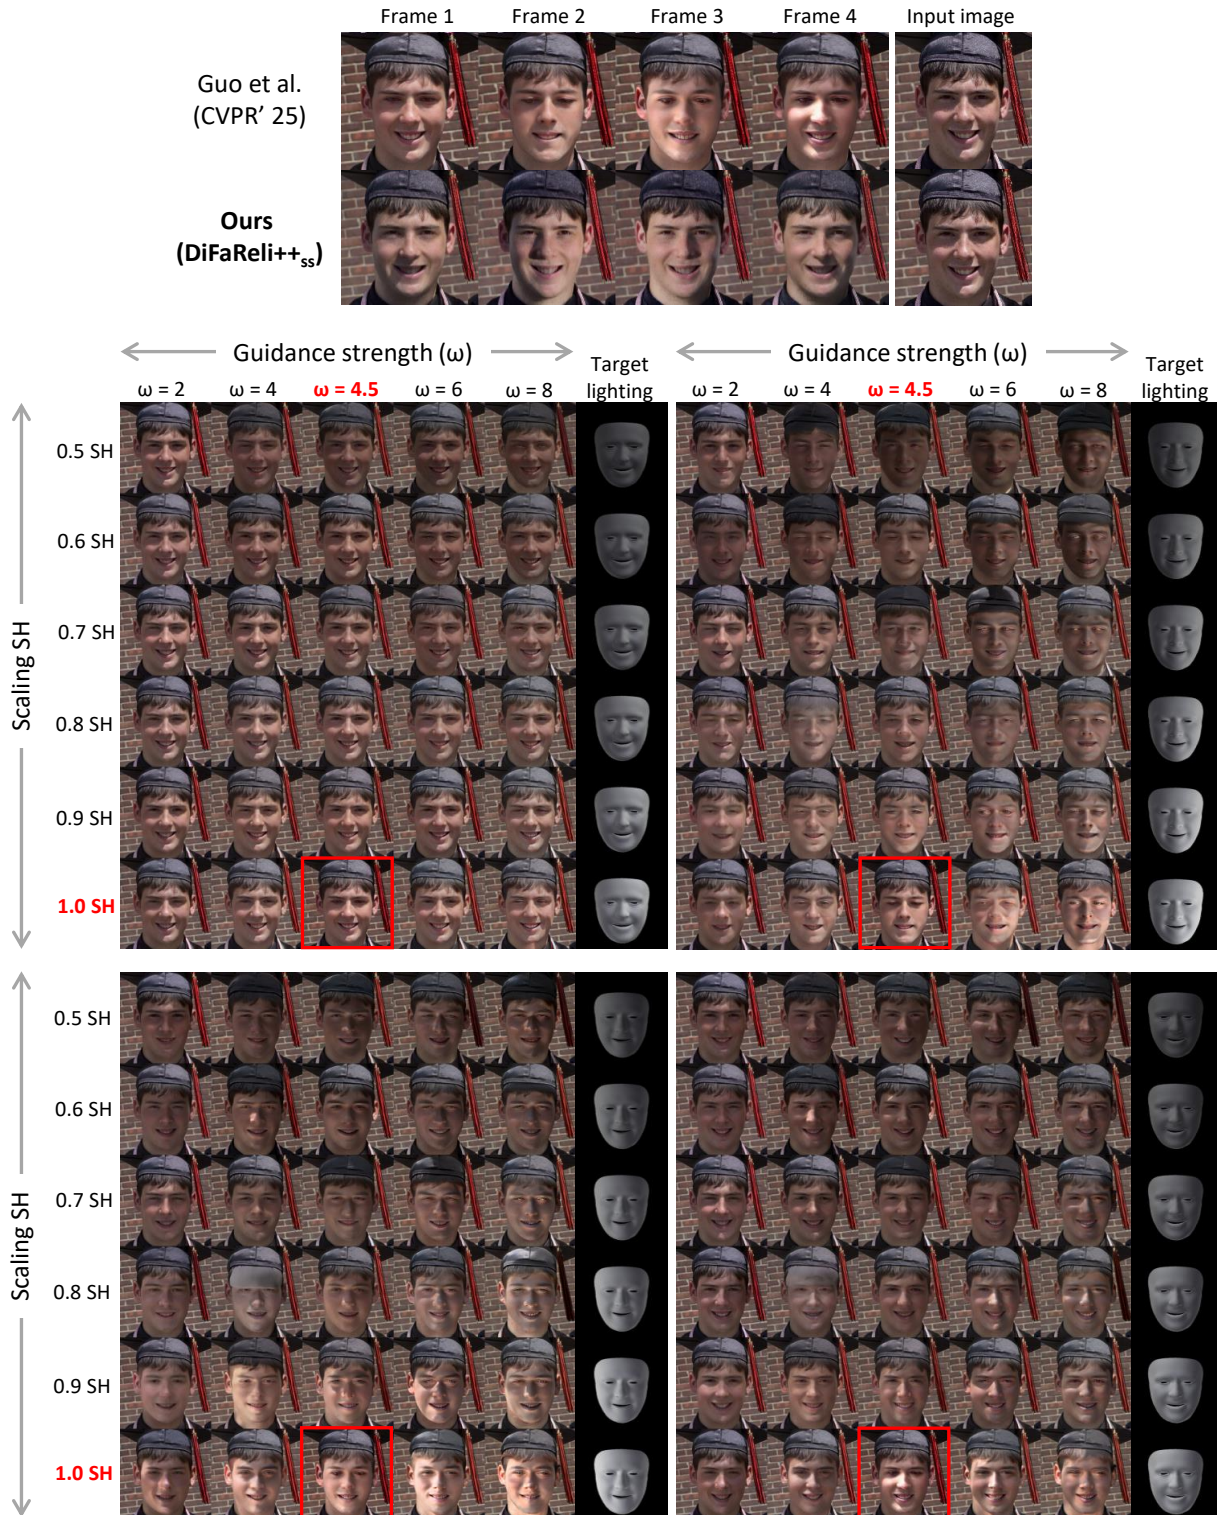 Frame 1 Frame 2 Frame 3 Frame 4 Input image
Guo et al.
(CVPR' 25)
Ours
(DiFaReli++ss)
Guidance strength (ω) Target lighting
ω = 2 ω = 4 ω = 4.5 ω = 6 ω = 8
Guidance strength (ω) Target lighting
ω = 2 ω = 4 ω = 4.5 ω = 6 ω = 8
Scaling SH
0.5 SH
0.6 SH
0.7 SH
0.8 SH
0.9 SH
1.0 SH
Scaling SH
0.5 SH
0.6 SH
0.7 SH
0.8 SH
0.9 SH
1.0 SH